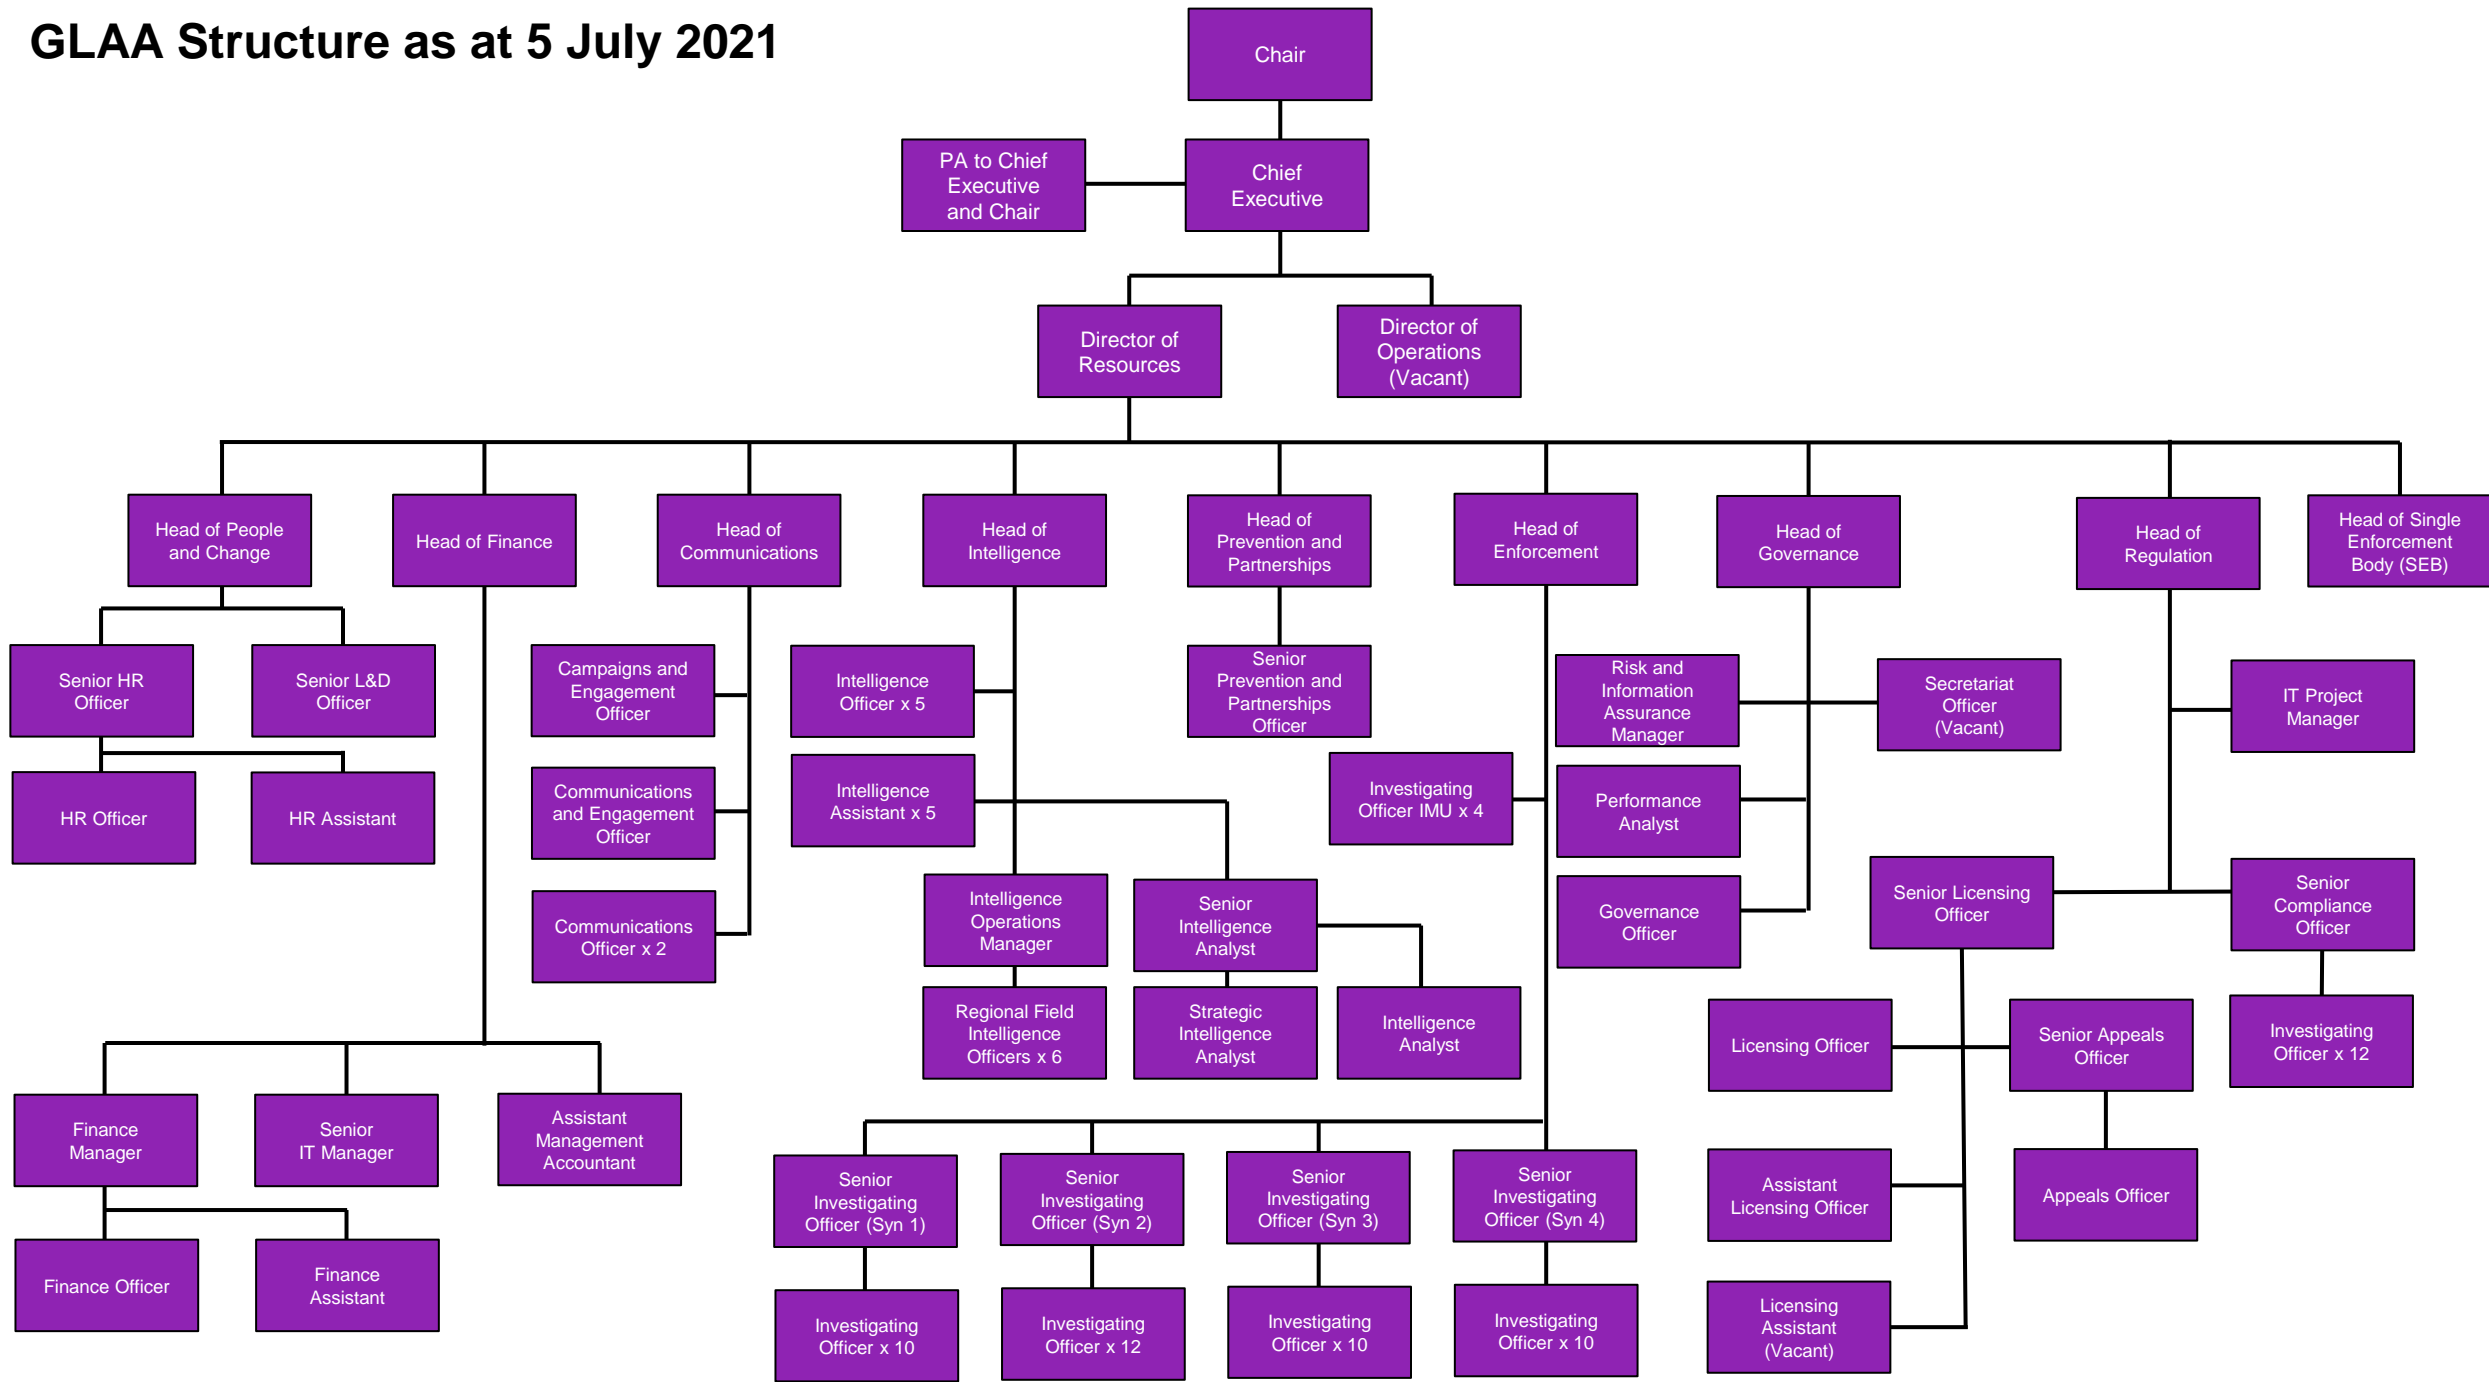 GLAA Structure as at 5 July 2021
Chair
PA to Chief
Executive
and Chair
Chief
Executive
Director of
Resources
Director of
Operations
(Vacant)
Head of People
and Change
Head of Finance
Head of
Communications
Head of
Intelligence
Head of
Prevention and
Partnerships
Head of
Enforcement
Head of
Governance
Head of
Regulation
Head of Single
Enforcement
Body (SEB)
Senior HR
Officer
Senior L&D
Officer
Campaigns and
Engagement
Officer
Intelligence
Officer x 5
Senior
Prevention and
Partnerships
Officer
Risk and
Information
Assurance
Manager
Secretariat
Officer
(Vacant)
IT Project
Manager
HR Officer
HR Assistant
Communications
and Engagement
Officer
Intelligence
Assistant x 5
Investigating
Officer IMU x 4
Performance
Analyst
Communications
Officer x 2
Intelligence
Operations
Manager
Senior
Intelligence
Analyst
Governance
Officer
Senior Licensing
Officer
Senior
Compliance
Officer
Regional Field
Intelligence
Officers x 6
Strategic
Intelligence
Analyst
Intelligence
Analyst
Licensing Officer
Senior Appeals
Officer
Investigating
Officer x 12
Finance
Manager
Senior
IT Manager
Assistant
Management
Accountant
Senior
Investigating
Officer (Syn 1)
Senior
Investigating
Officer (Syn 2)
Senior
Investigating
Officer (Syn 3)
Senior
Investigating
Officer (Syn 4)
Assistant
Licensing Officer
Appeals Officer
Finance Officer
Finance
Assistant
Investigating
Officer x 10
Investigating
Officer x 12
Investigating
Officer x 10
Investigating
Officer x 10
Licensing
Assistant
(Vacant)